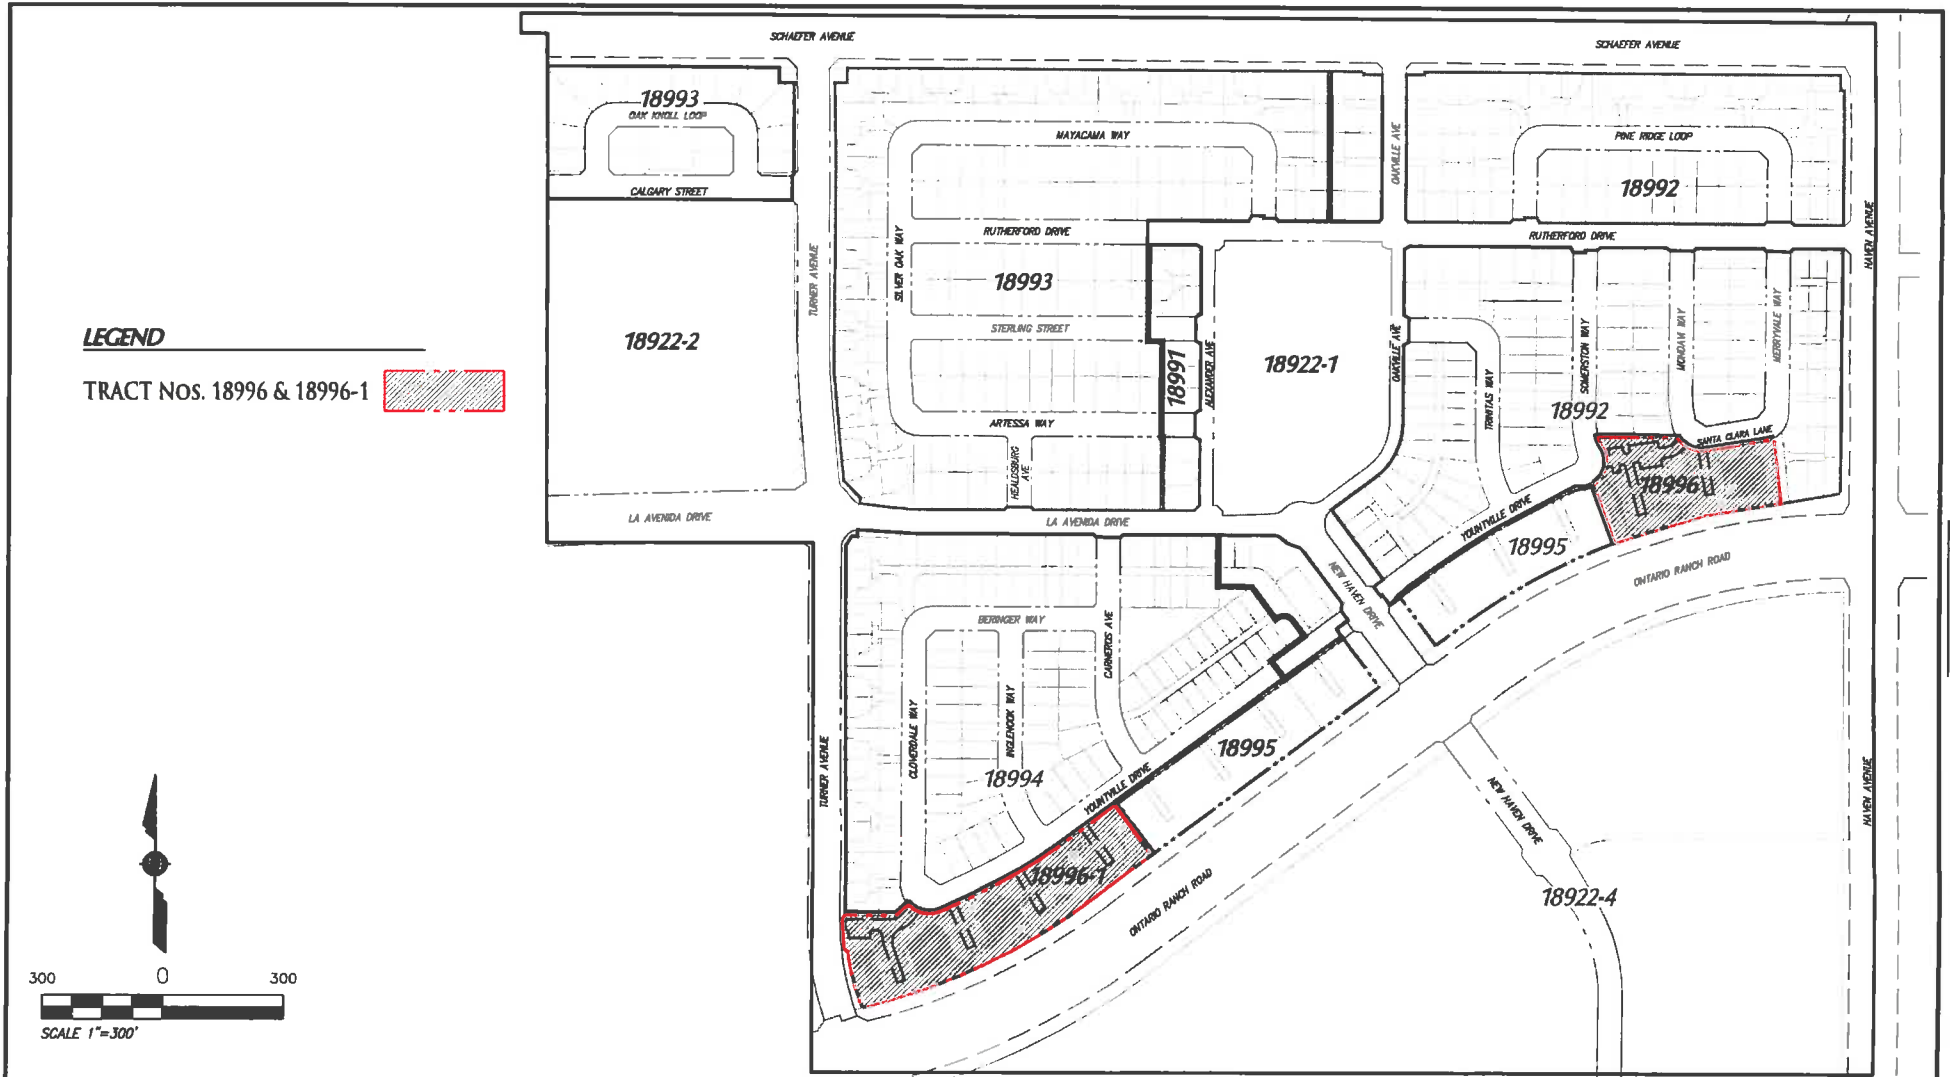 SCHAEFER AVENUE
SCHAEFER AVENUE
18993
OAK KNOLL LOOP
CALGARY STREET
MAYACAMA WAY
OAKVILLE AVE
PINE RIDGE LOOP
18992
HAVEN AVENUE
RUTHERFORD DRIVE
RUTHERFORD DRIVE
SILVER OAK WAY
TURNER AVENUE
18993
STERLING STREET
18922-2
18991
ALEXANDER AVE
18922-1
OAKVILLE AVE
TRINITAS WAY
SOMERSTON WAY
MONDAVI WAY
MERRYVALE WAY
18992
SANTA CLARA LANE
LEGEND
TRACT NOS. 18996 & 18996-1
ARTESSA WAY
HEALDSBURG
AVE
18996
LA AVENIDA DRIVE
LA AVENIDA DRIVE
YOUNTVILLE DRIVE
18995
ONTARIO RANCH ROAD
NEW HAVEN DRIVE
BERINGER WAY
CARNEROS AVE
CLOVERDALE WAY
INGLENOOK WAY
18994
TURNER AVENUE
YOUNTVILLE DRIVE
18995
NEW HAVEN DRIVE
HAVEN AVENUE
18996-1
ONTARIO RANCH ROAD
18922-4
300 0 300
SCALE 1"=300'